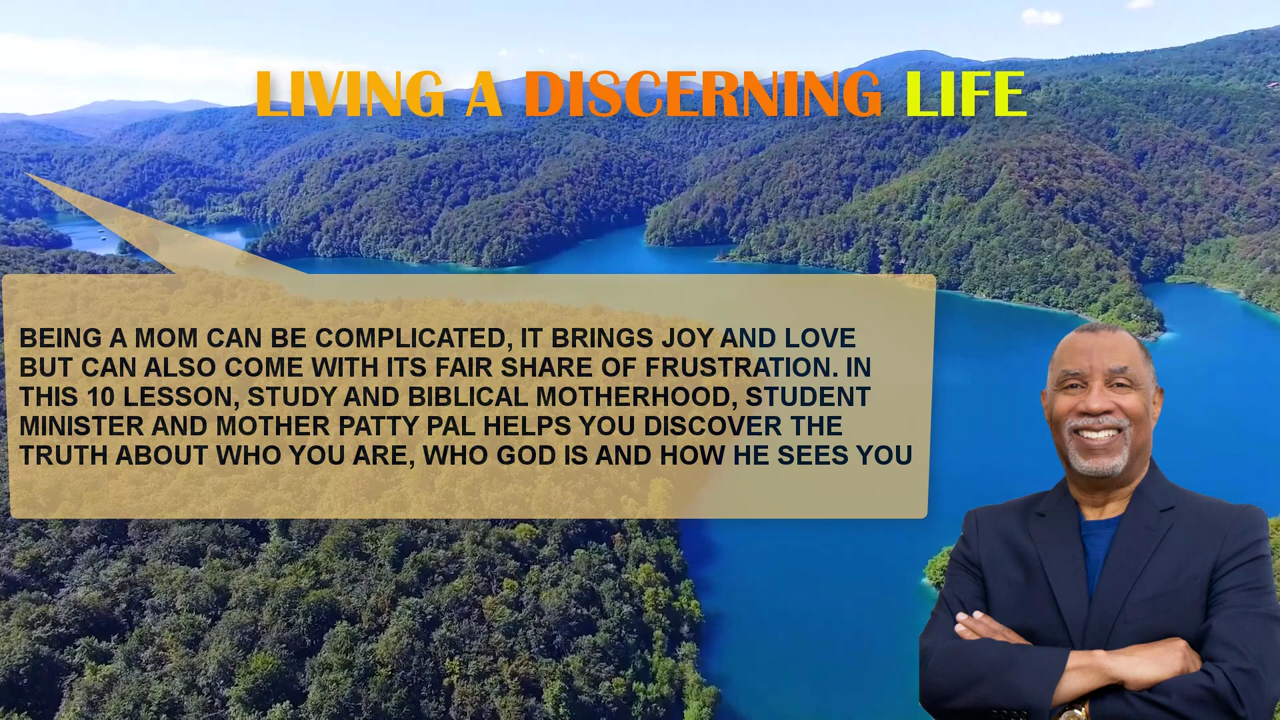 LIVING A DISCERNING LIFE
BEING A MOM CAN BE COMPLICATED, IT BRINGS JOY AND LOVE
BUT CAN ALSO COME WITH ITS FAIR SHARE OF FRUSTRATION. IN
THIS 10 LESSON, STUDY AND BIBLICAL MOTHERHOOD, STUDENT
MINISTER AND MOTHER PATTY PAL HELPS YOU DISCOVER THE
TRUTH ABOUT WHO YOU ARE, WHO GOD IS AND HOW HE SEES YOU